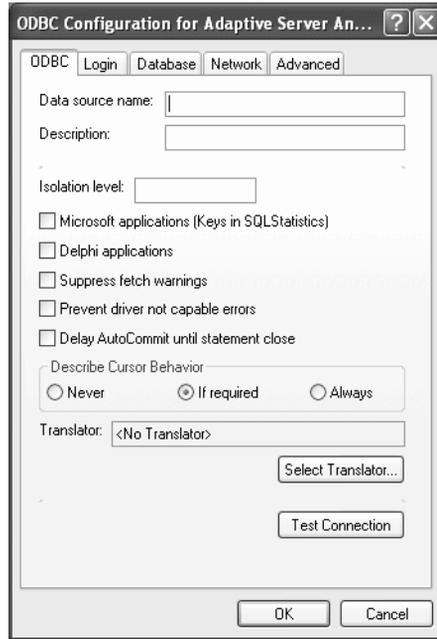 ODBC Configuration for Adaptive Server An...
ODBC Login Database Network Advanced
Data source name:
Description:
Isolation level:
Microsoft applications (Keys in SQLStatistics)
Delphi applications
Suppress fetch warnings
Prevent driver not capable errors
Delay AutoCommit until statement close
Describe Cursor Behavior
Never If required Always
Translator: <No Translator>
Select Translator...
Test Connection
OK Cancel